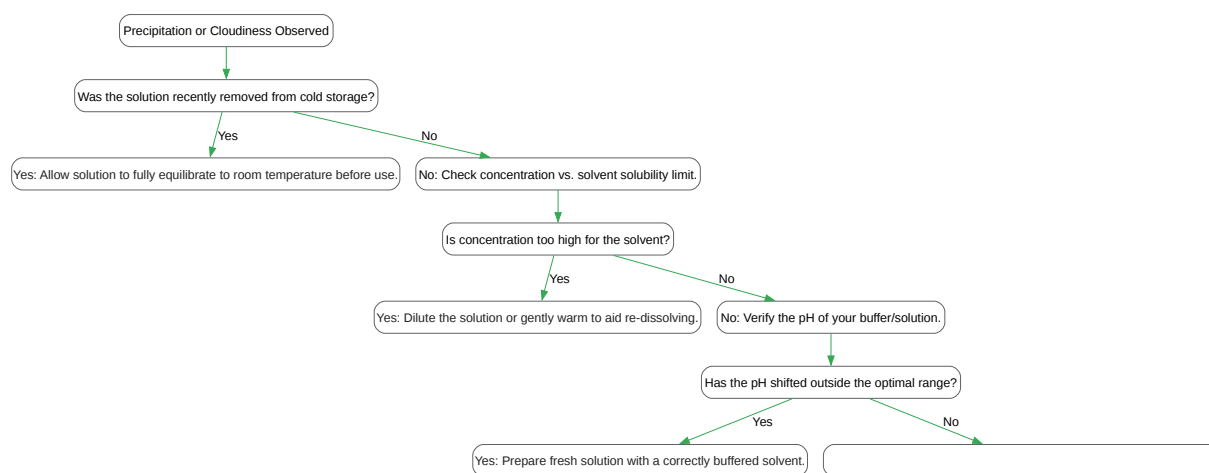 Precipitation or Cloudiness Observed
Was the solution recently removed from cold storage?
Yes
No
Yes: Allow solution to fully equilibrate to room temperature before use.
No: Check concentration vs. solvent solubility limit.
Is concentration too high for the solvent?
Yes
No
Yes: Dilute the solution or gently warm to aid re-dissolving.
No: Verify the pH of your buffer/solution.
Has the pH shifted outside the optimal range?
Yes
No
Yes: Prepare fresh solution with a correctly buffered solvent.